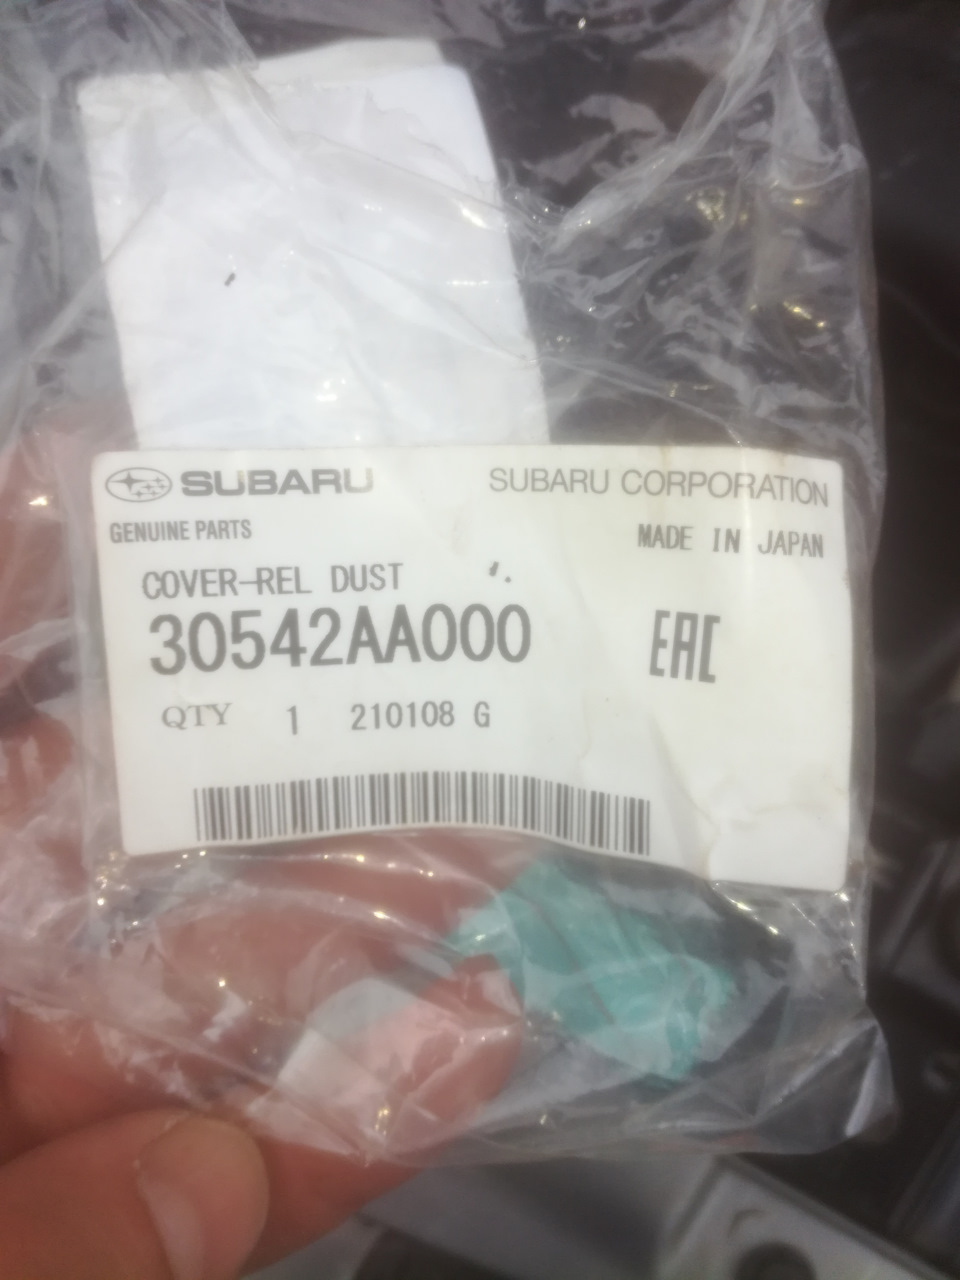 SUBARU
SUBARU CORPORATION
GENUINE PARTS
MADE IN JAPAN
COVER-REL DUST
30542AA000
EAC
QTY 1 210108 G